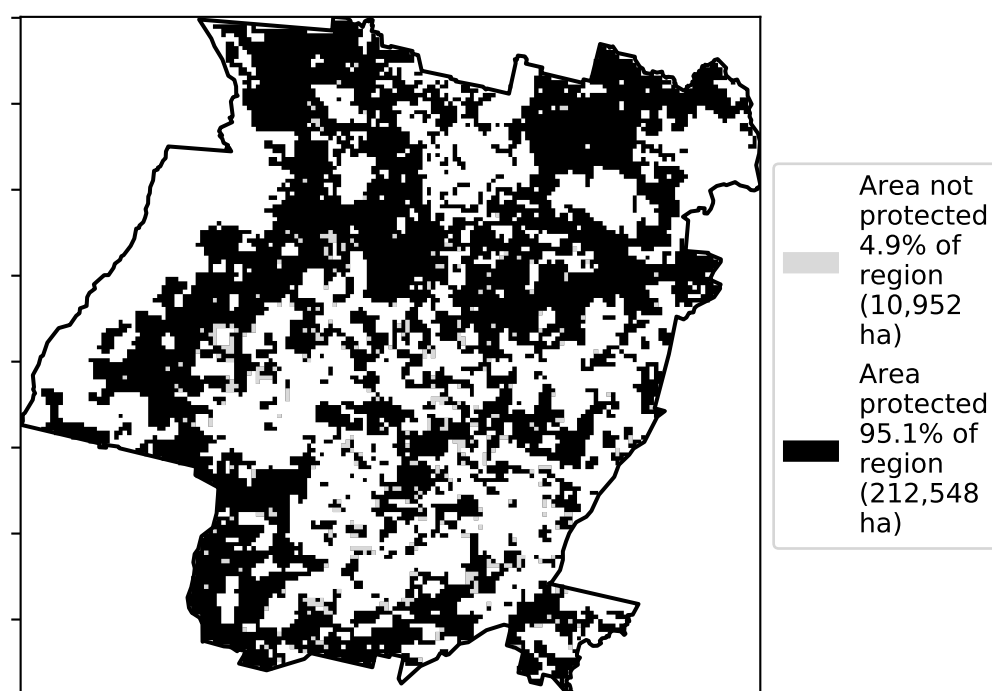 Area not
protected
4.9% of
region
(10,952
ha)
Area
protected
95.1% of
region
(212,548
ha)